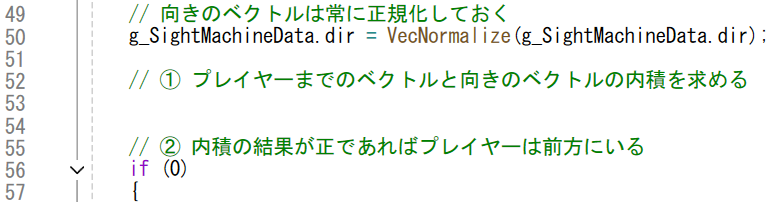 49 // 向きのベクトルは常に正規化しておく
50 g_SightMachineData.dir = VecNormalize(g_SightMachineData.dir);
51
52 // ① プレイヤーまでのベクトルと向きのベクトルの内積を求める
53
54
55 // ② 内積の結果が正であればプレイヤーは前方にいる
56 if (0)
57 {